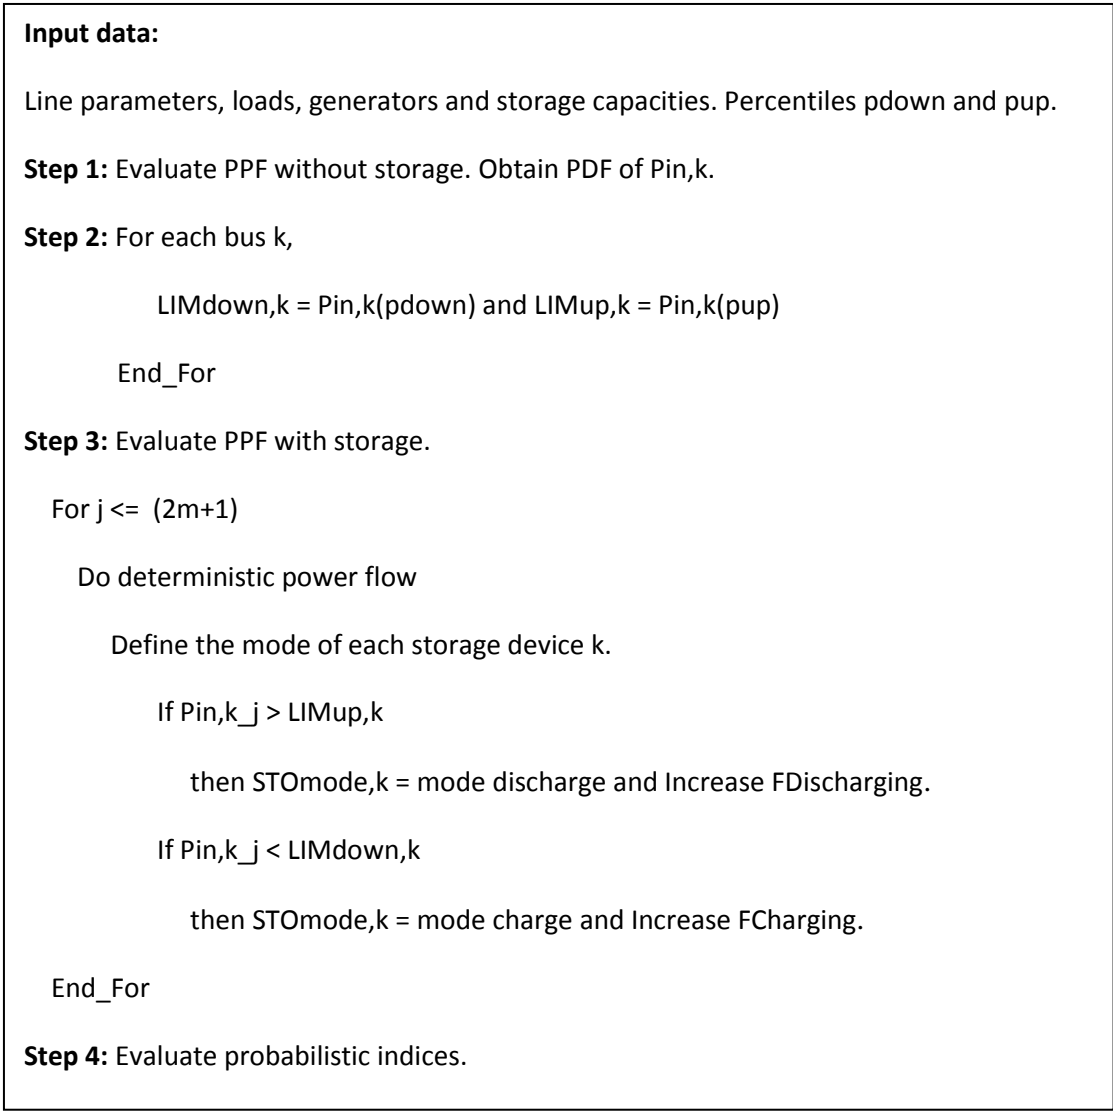 Input data:
Line parameters, loads, generators and storage capacities. Percentiles pdown and pup.
Step 1: Evaluate PPF without storage. Obtain PDF of Pin,k.
Step 2: For each bus k,
LIMdown,k = Pin,k(pdown) and LIMup,k = Pin,k(pup)
End_For
Step 3: Evaluate PPF with storage.
For j <= (2m+1)
Do deterministic power flow
Define the mode of each storage device k.
If Pin,k_j > LIMup,k
then STOmode,k = mode discharge and Increase FDischarging.
If Pin,k_j < LIMdown,k
then STOmode,k = mode charge and Increase FCharging.
End_For
Step 4: Evaluate probabilistic indices.